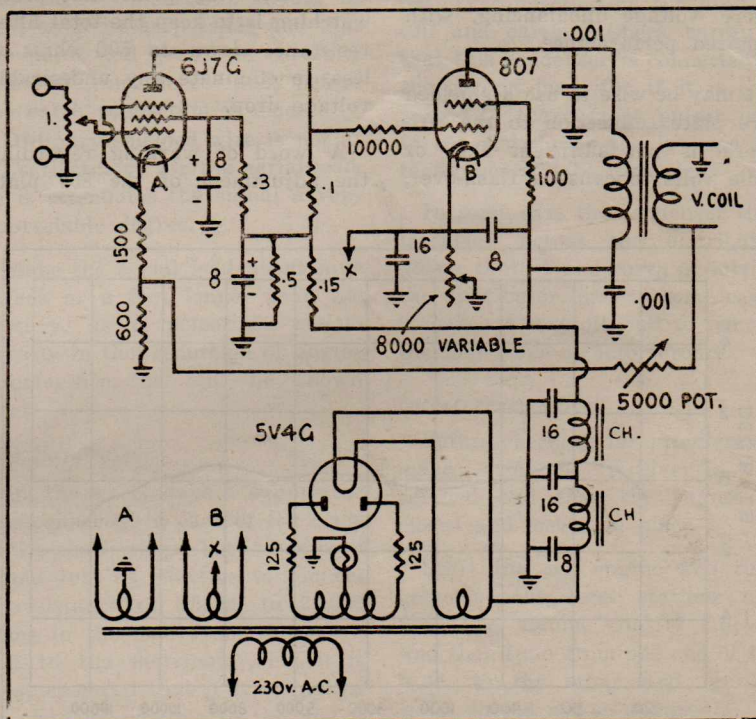 .001
6J7G
807
1.
10000
A
+ 8
.3
.1
B
100
V. COIL
1500
X
16
8
8 +
.5
.15
.001
600
8000 VARIABLE
5000 POT.
5V4G
16
CH.
A
B
X
125
125
16
CH.
8
230v. A.C.